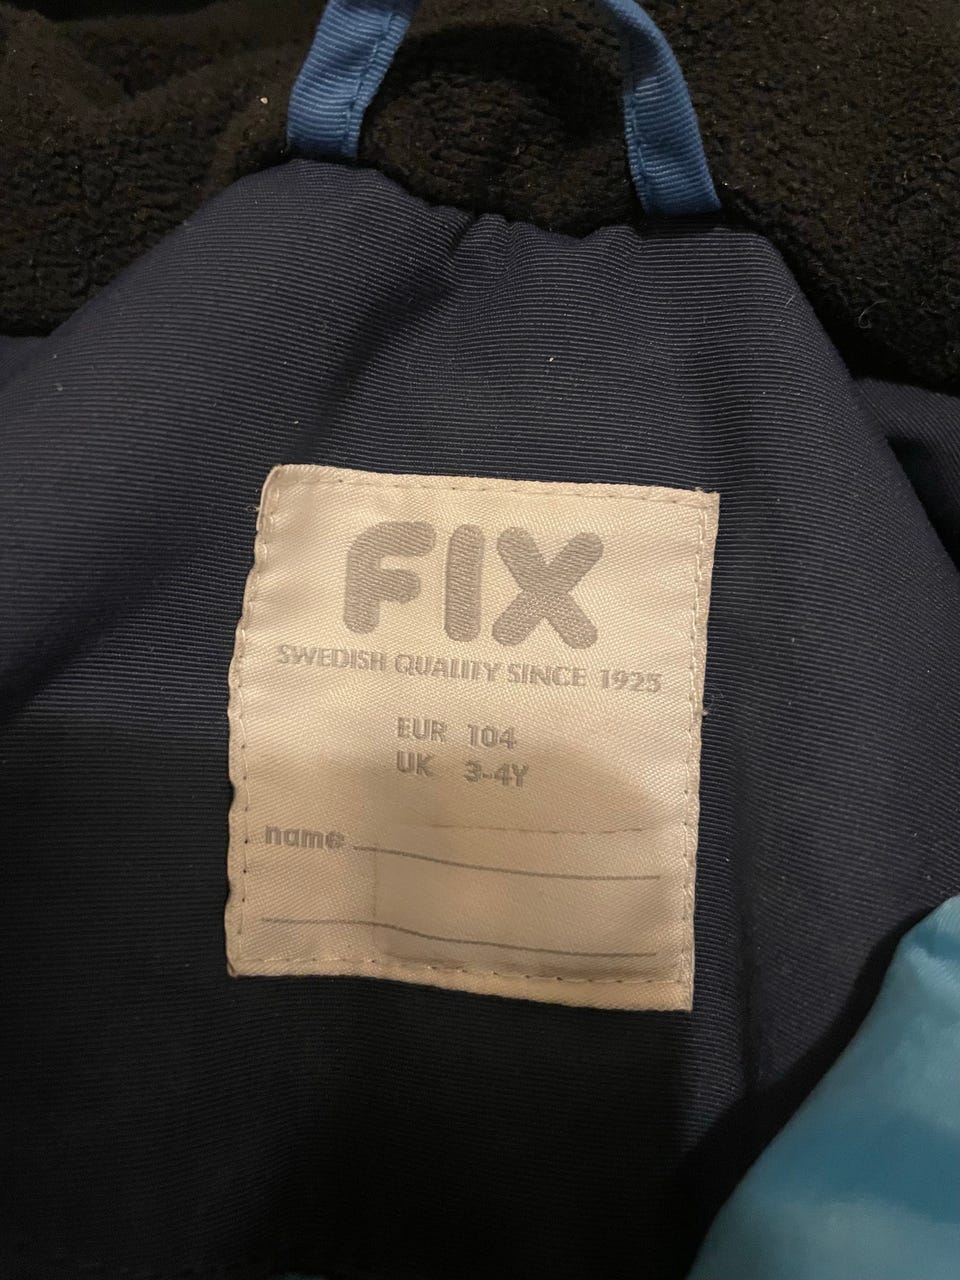 FIX
SWEDISH QUALITY SINCE 1925
EUR 104
UK 3-4Y
name